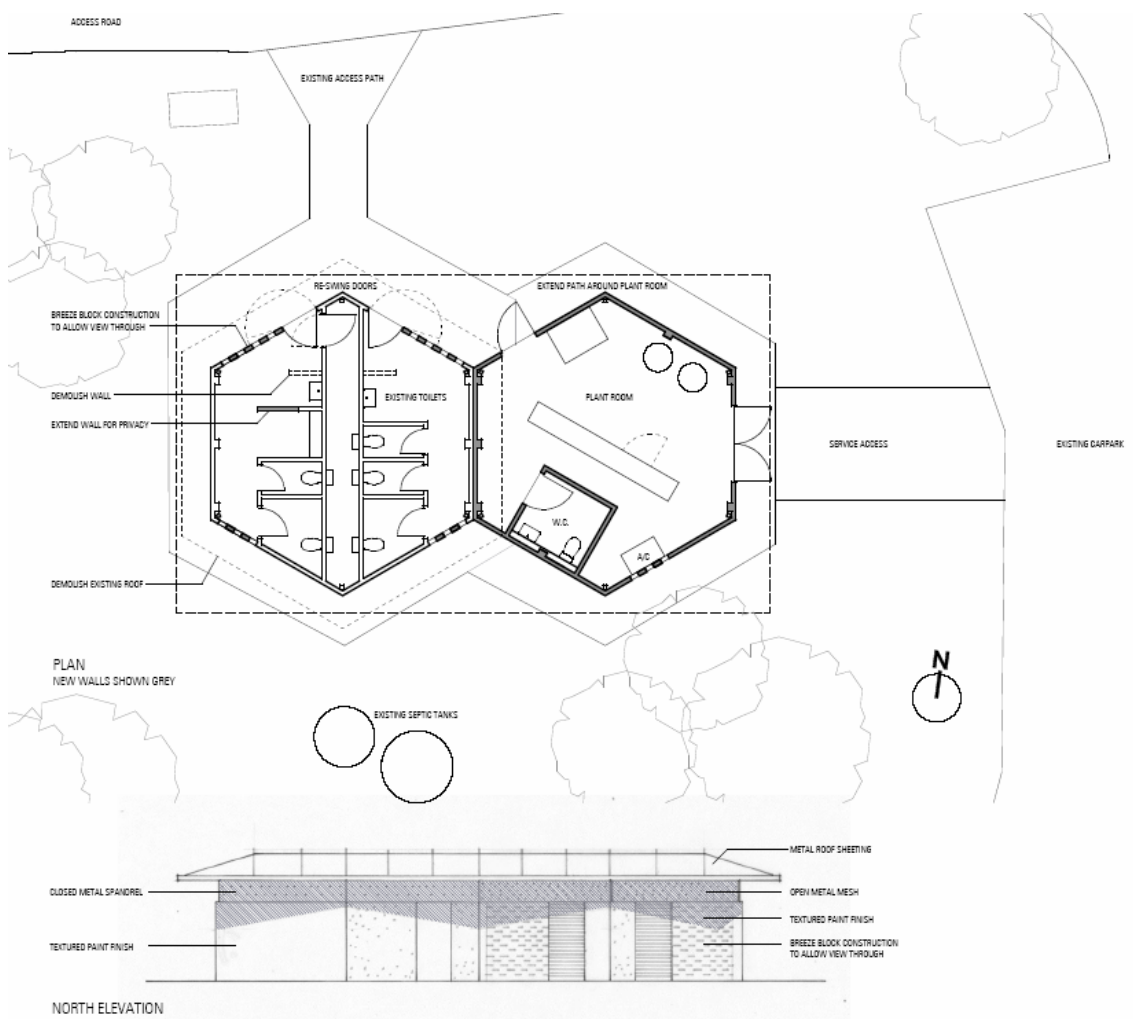 ACCESS ROAD
EXISTING ACCESS PATH
RE-SWING DOORS
EXTEND PATH AROUND PLANT ROOM
BREEZE BLOCK CONSTRUCTION
TO ALLOW VIEW THROUGH
DEMOLISH WALL
EXISTING TOILETS
PLANT ROOM
EXTEND WALL FOR PRIVACY
SERVICE ACCESS
EXISTING CARPARK
W.C.
A/C
DEMOLISH EXISTING ROOF
PLAN
NEW WALLS SHOWN GREY
N
EXISTING SEPTIC TANKS
METAL ROOF SHEETING
CLOSED METAL SPANDREL
OPEN METAL MESH
TEXTURED PAINT FINISH
TEXTURED PAINT FINISH
BREEZE BLOCK CONSTRUCTION
TO ALLOW VIEW THROUGH
NORTH ELEVATION